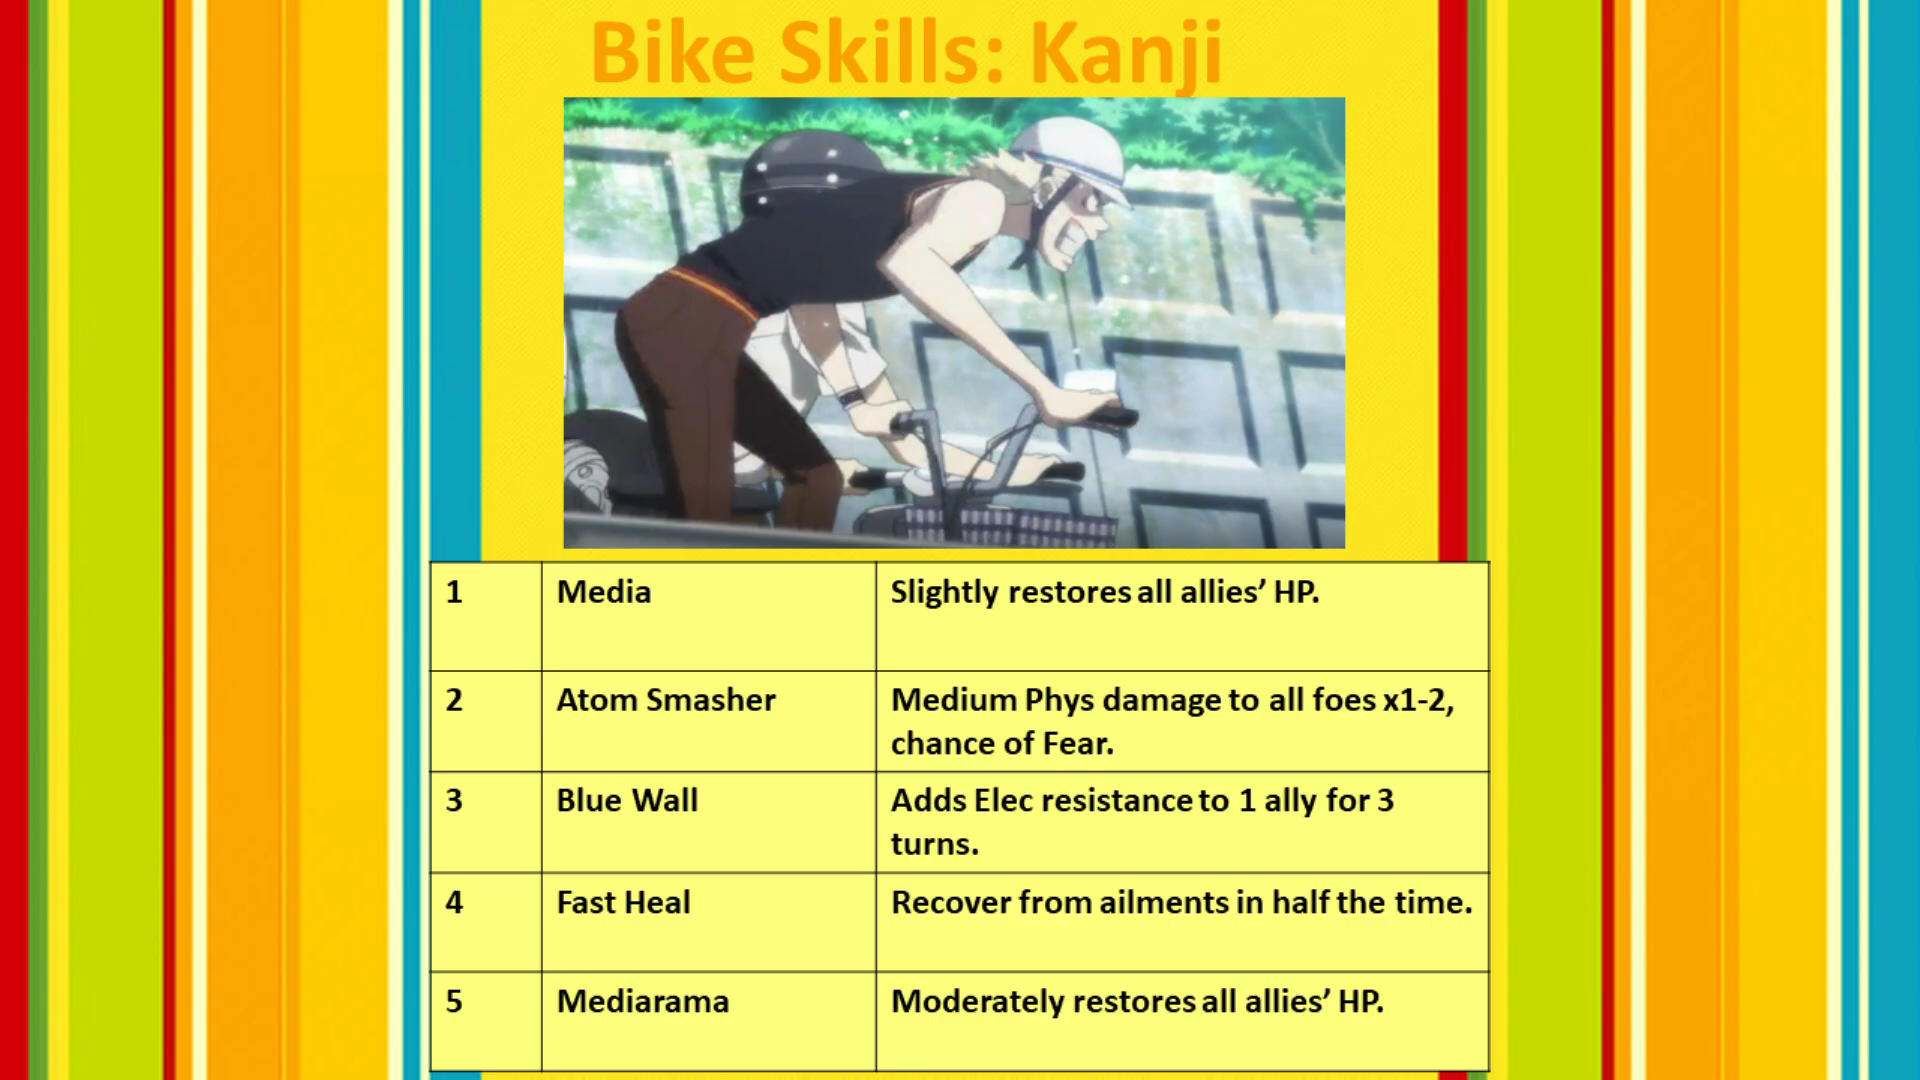 Bike Skills: Kanji
1 Media Slightly restores all allies’ HP.
2 Atom Smasher Medium Phys damage to all foes x1-2,
chance of Fear.
3 Blue Wall Adds Elec resistance to 1 ally for 3
turns.
4 Fast Heal Recover from ailments in half the time.
5 Mediarama Moderately restores all allies’ HP.